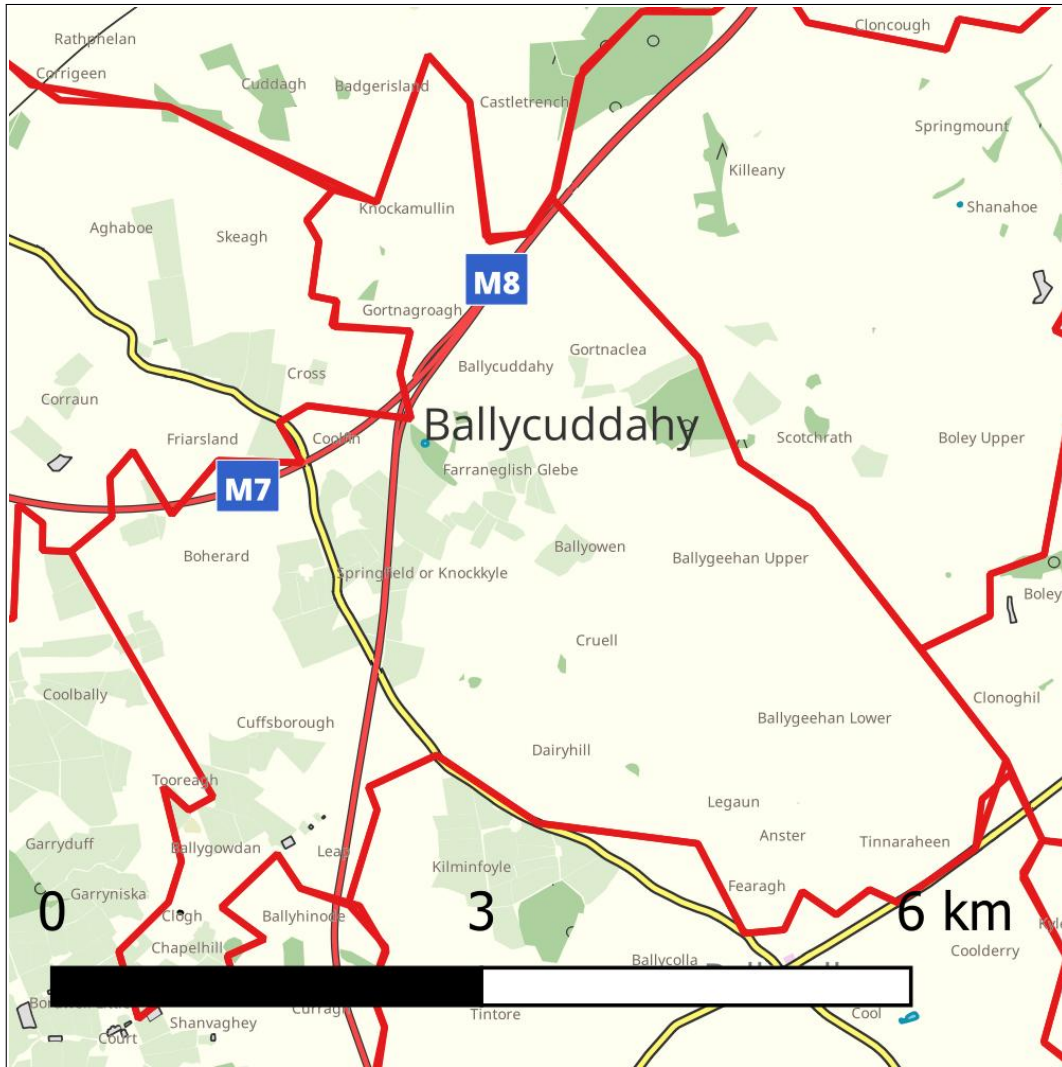 Cloncough
Rathphelan
Corrigeen
Cuddagh
Badgerisland
Castletrench
Springmount
Killeany
Knockamullin
Shanahoe
Aghaboe
Skeagh
M8
Gortnagroagh
Gortnaclea
Cross
Ballycuddahy
Corraun
Ballycuddahy
Friarsland
Coolfin
Scotchrath
Boley Upper
Farraneglish Glebe
M7
Ballyowen
Boherard
Ballygeehan Upper
Springfield or Knockkyle
Boley
Cruell
Coolbally
Clonoghil
Cuffsborough
Ballygeehan Lower
Dairyhill
Tooreagh
Legaun
Anster
Tinnaraheen
Garryduff
Ballygowdan
Leap
Kilminfoyle
Garryniska
Fearagh
0
3
6 km
Clogh
Ballyhinode
Chapelhill
Coolderry
Ballycolla
Curragh
Tintore
Cool
Shanvaghey
Court